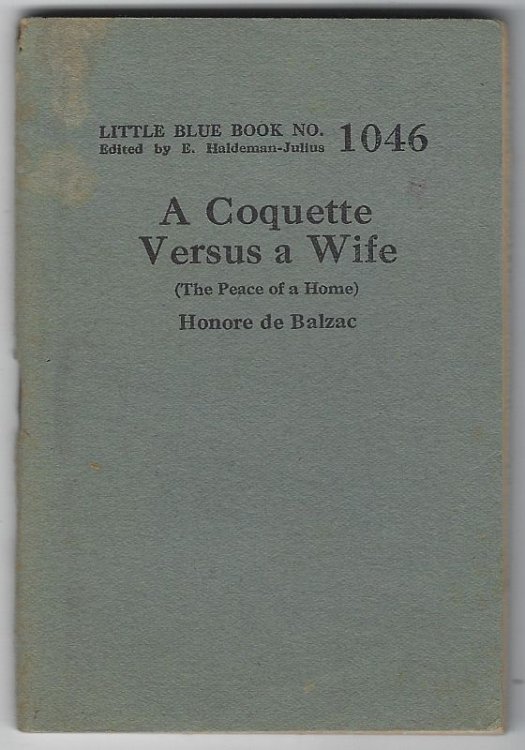 LITTLE BLUE BOOK NO. 1046
Edited by E. Haldeman-Julius
A Coquette
Versus a Wife
(The Peace of a Home)
Honore de Balzac